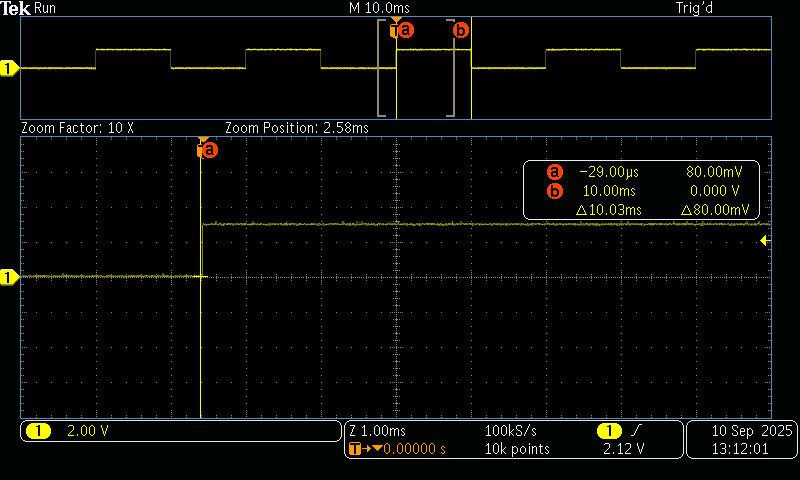 Tek Run M 10.0ms Trig'd
T a b
1
Zoom Factor: 10 X Zoom Position: 2.58ms
T a
a -29.00µs 80.00mV
b 10.00ms 0.000 V
△10.03ms △80.00mV
1
1 2.00 V
Z 1.00ms 100kS/s 1
T→▼0.00000 s 10k points 2.12 V
10 Sep 2025
13:12:01